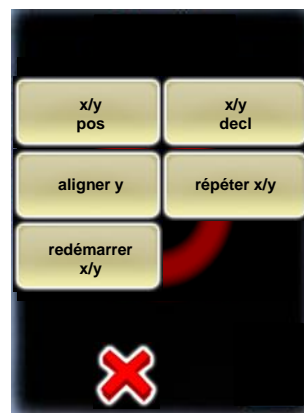 x/y
pos
x/y
decl
aligner y
répéter x/y
redémarrer
x/y